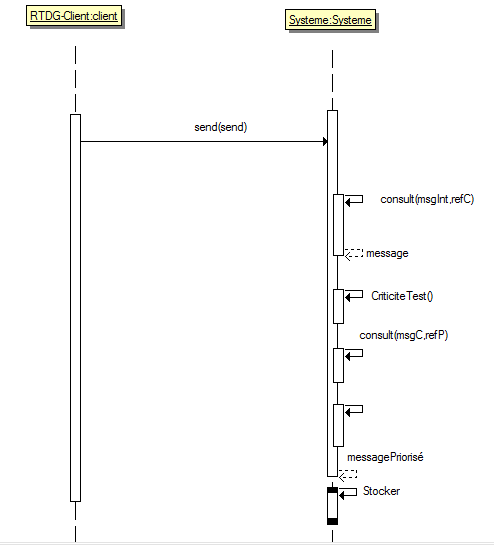 RTDG-Client:client
Systeme:Systeme
send(send)
consult(msgInt,refC)
message
CriticiteTest()
consult(msgC,refP)
messagePriorisé
Stocker